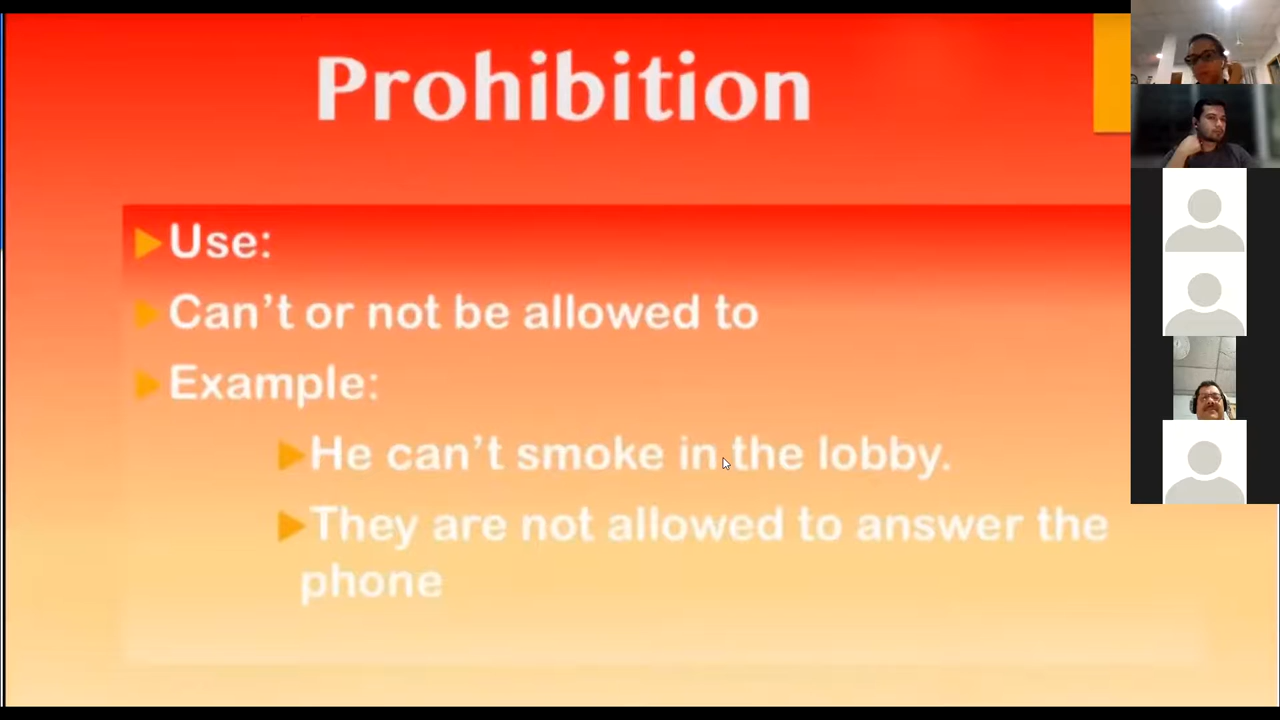 Prohibition
Use:
Can't or not be allowed to
Example:
He can't smoke in the lobby.
They are not allowed to answer the
phone